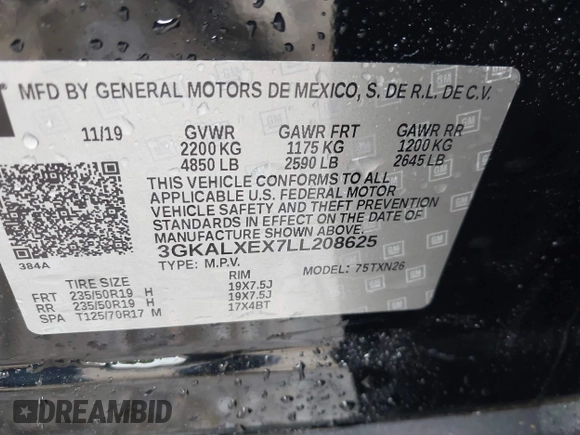 MFD BY GENERAL MOTORS DE MEXICO, S. DE R.L. DE C.V.
11/19 GVWR GAWR FRT GAWR RR
2200 KG 1175 KG 1200 KG
4850 LB 2590 LB 2645 LB
THIS VEHICLE CONFORMS TO ALL
APPLICABLE U.S. FEDERAL MOTOR
VEHICLE SAFETY AND THEFT PREVENTION
STANDARDS IN EFFECT ON THE DATE OF
MANUFACTURE SHOWN ABOVE.
3GKALXEX7LL208625
384A
TYPE: M.P.V. MODEL: 75TXN26
TIRE SIZE RIM
FRT 235/50R19 H 19X7.5J
RR 235/50R19 H 19X7.5J
SPA T125/70R17 M 17X4BT
DREAMBID